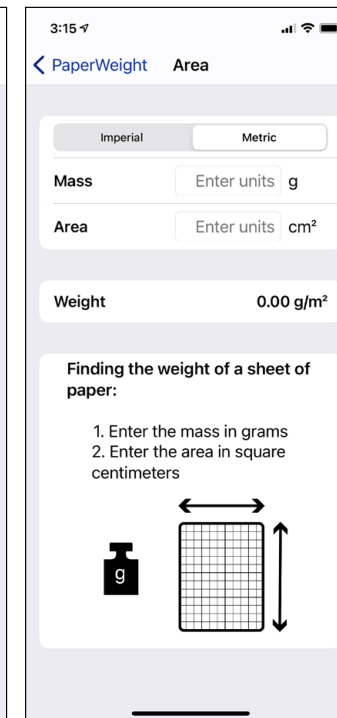 3:15
PaperWeight Area
Imperial Metric
Mass Enter units g
Area Enter units cm²
Weight 0.00 g/m²
Finding the weight of a sheet of
paper:
1. Enter the mass in grams
2. Enter the area in square
centimeters
g